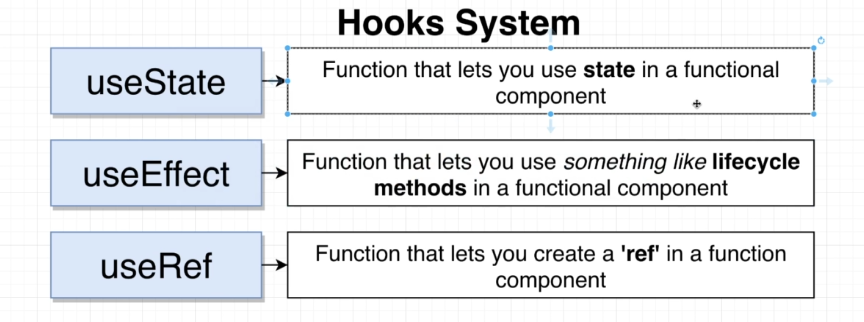 Hooks System
useState
Function that lets you use state in a functional
component
useEffect
Function that lets you use something like lifecycle
methods in a functional component
useRef
Function that lets you create a 'ref' in a function
component